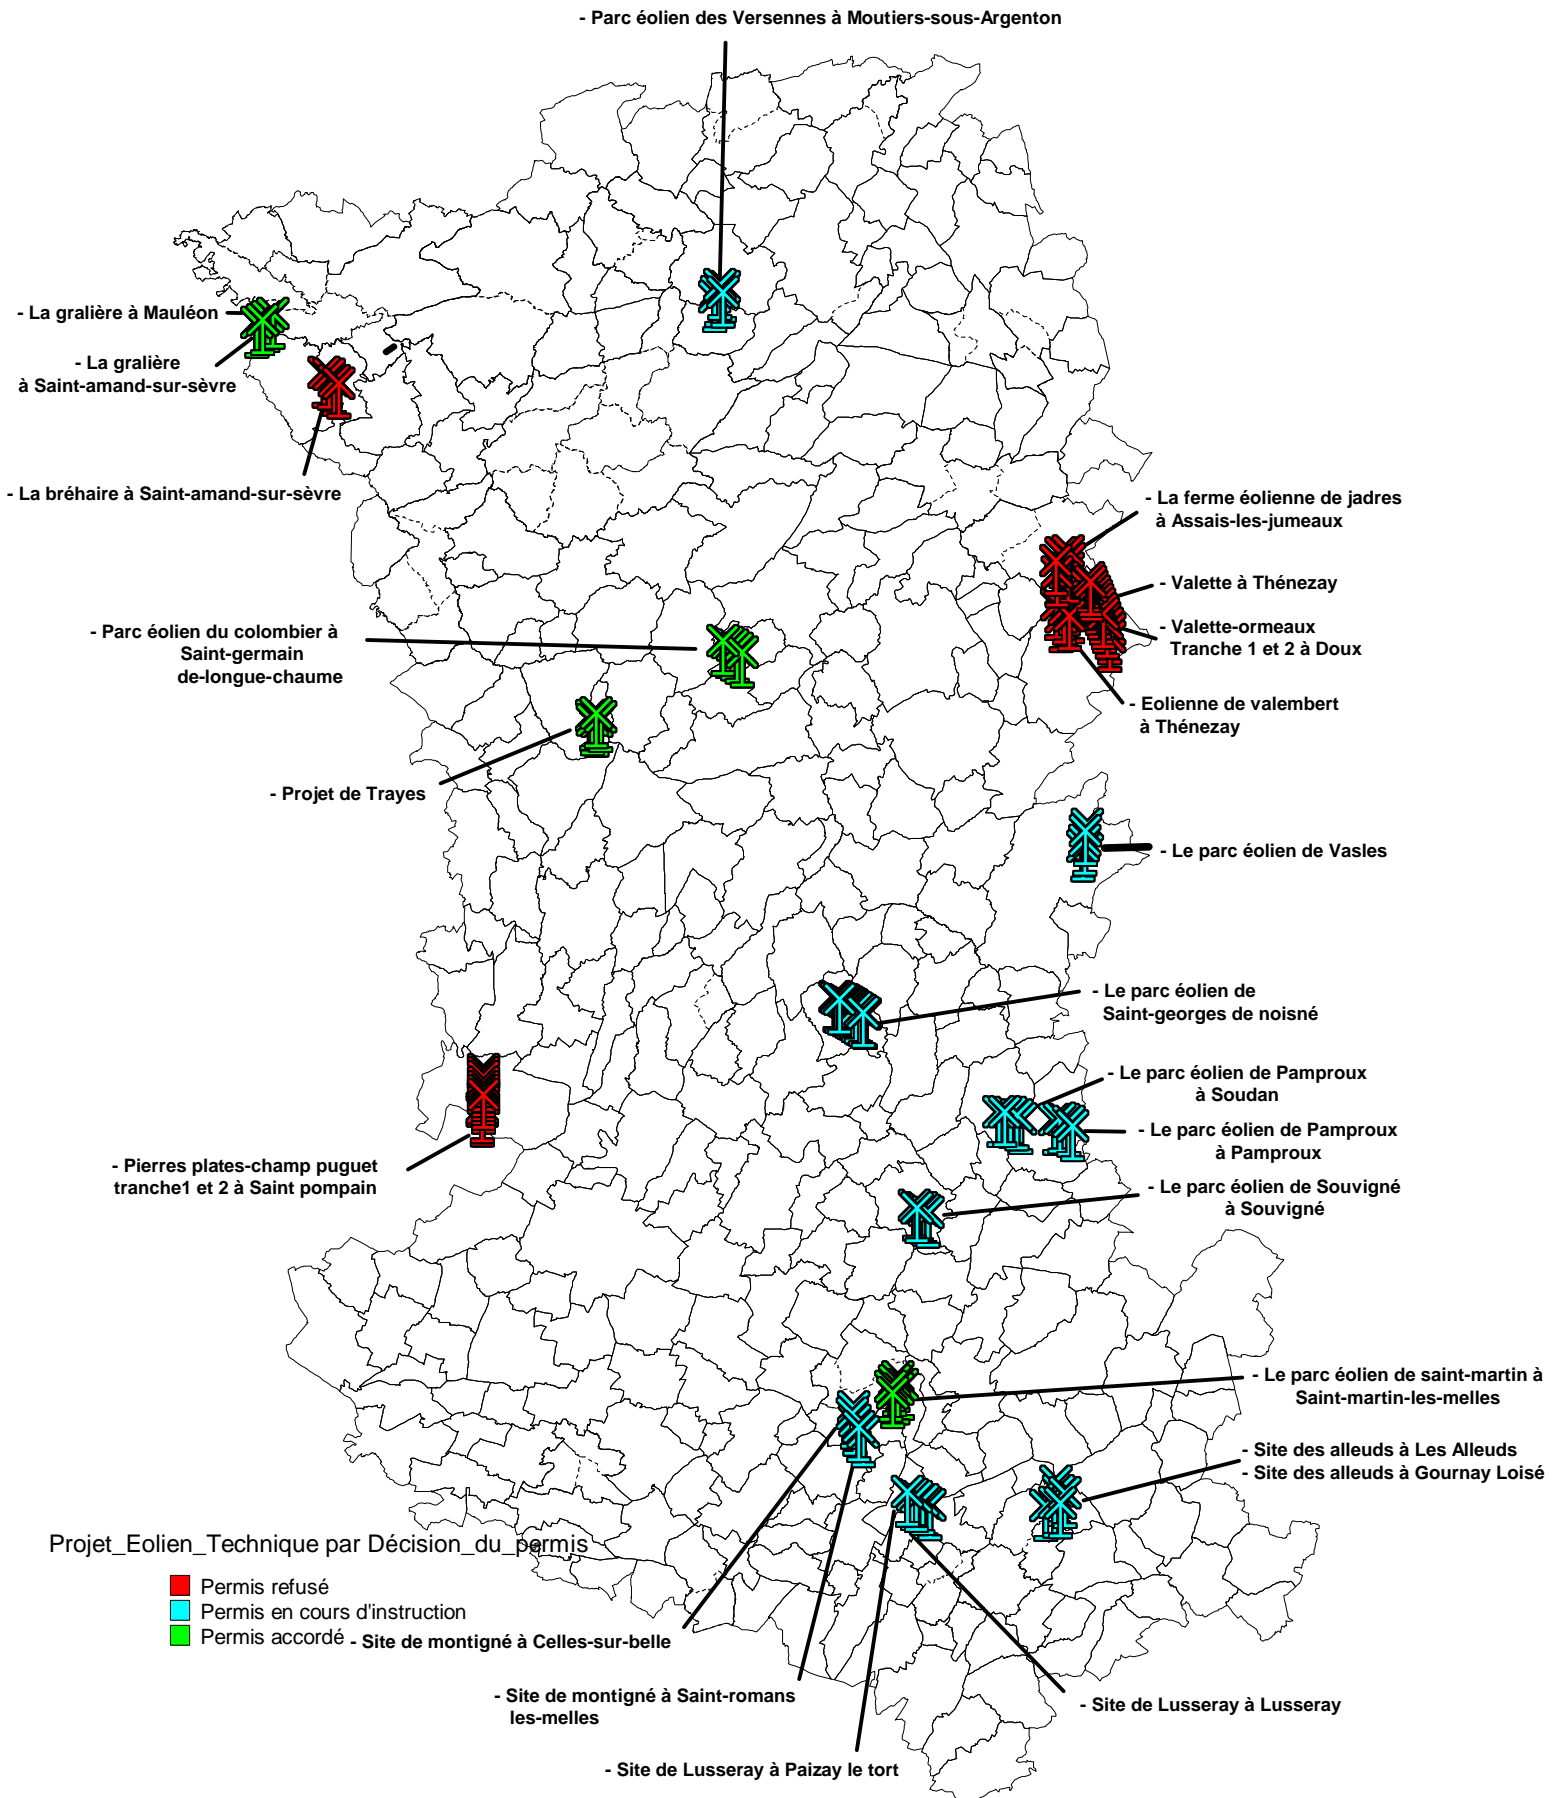 - Parc éolien des Versennes à Moutiers-sous-Argenton
- La gralière à Mauléon
- La gralière
à Saint-amand-sur-sèvre
- La bréhaire à Saint-amand-sur-sèvre
- La ferme éolienne de jadres
à Assais-les-jumeaux
- Valette à Thénezay
- Valette-ormeaux
Tranche 1 et 2 à Doux
- Eolienne de valembert
à Thénezay
- Parc éolien du colombier à
Saint-germain
de-longue-chaume
- Projet de Trayes
- Le parc éolien de Vasles
- Le parc éolien de
Saint-georges de noisné
- Le parc éolien de Pamproux
à Soudan
- Le parc éolien de Pamproux
à Pamproux
- Pierres plates-champ puguet
tranche1 et 2 à Saint pompain
- Le parc éolien de Souvigné
à Souvigné
- Le parc éolien de saint-martin à
Saint-martin-les-melles
- Site des alleuds à Les Alleuds
- Site des alleuds à Gournay Loisé
Projet_Eolien_Technique par Décision_du_permis
Permis refusé
Permis en cours d'instruction
Permis accordé
- Site de montigné à Celles-sur-belle
- Site de montigné à Saint-romans
les-melles
- Site de Lusseray à Lusseray
- Site de Lusseray à Paizay le tort